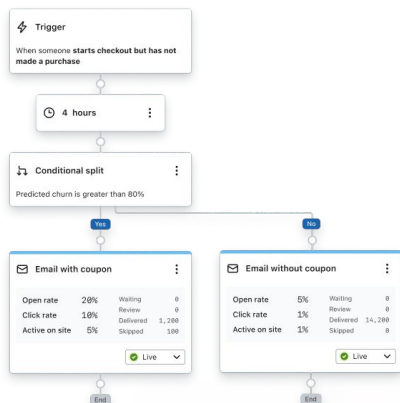 Trigger
When someone starts checkout but has not
made a purchase
4 hours
Conditional split
Predicted churn is greater than 80%
Yes
No
Email with coupon
Open rate 20%
Click rate 10%
Active on site 5%
Waiting 0
Review 0
Delivered 1,200
Skipped 100
Live
End
Email without coupon
Open rate 5%
Click rate 1%
Active on site 1%
Waiting 0
Review 0
Delivered 14,200
Skipped 0
Live
End